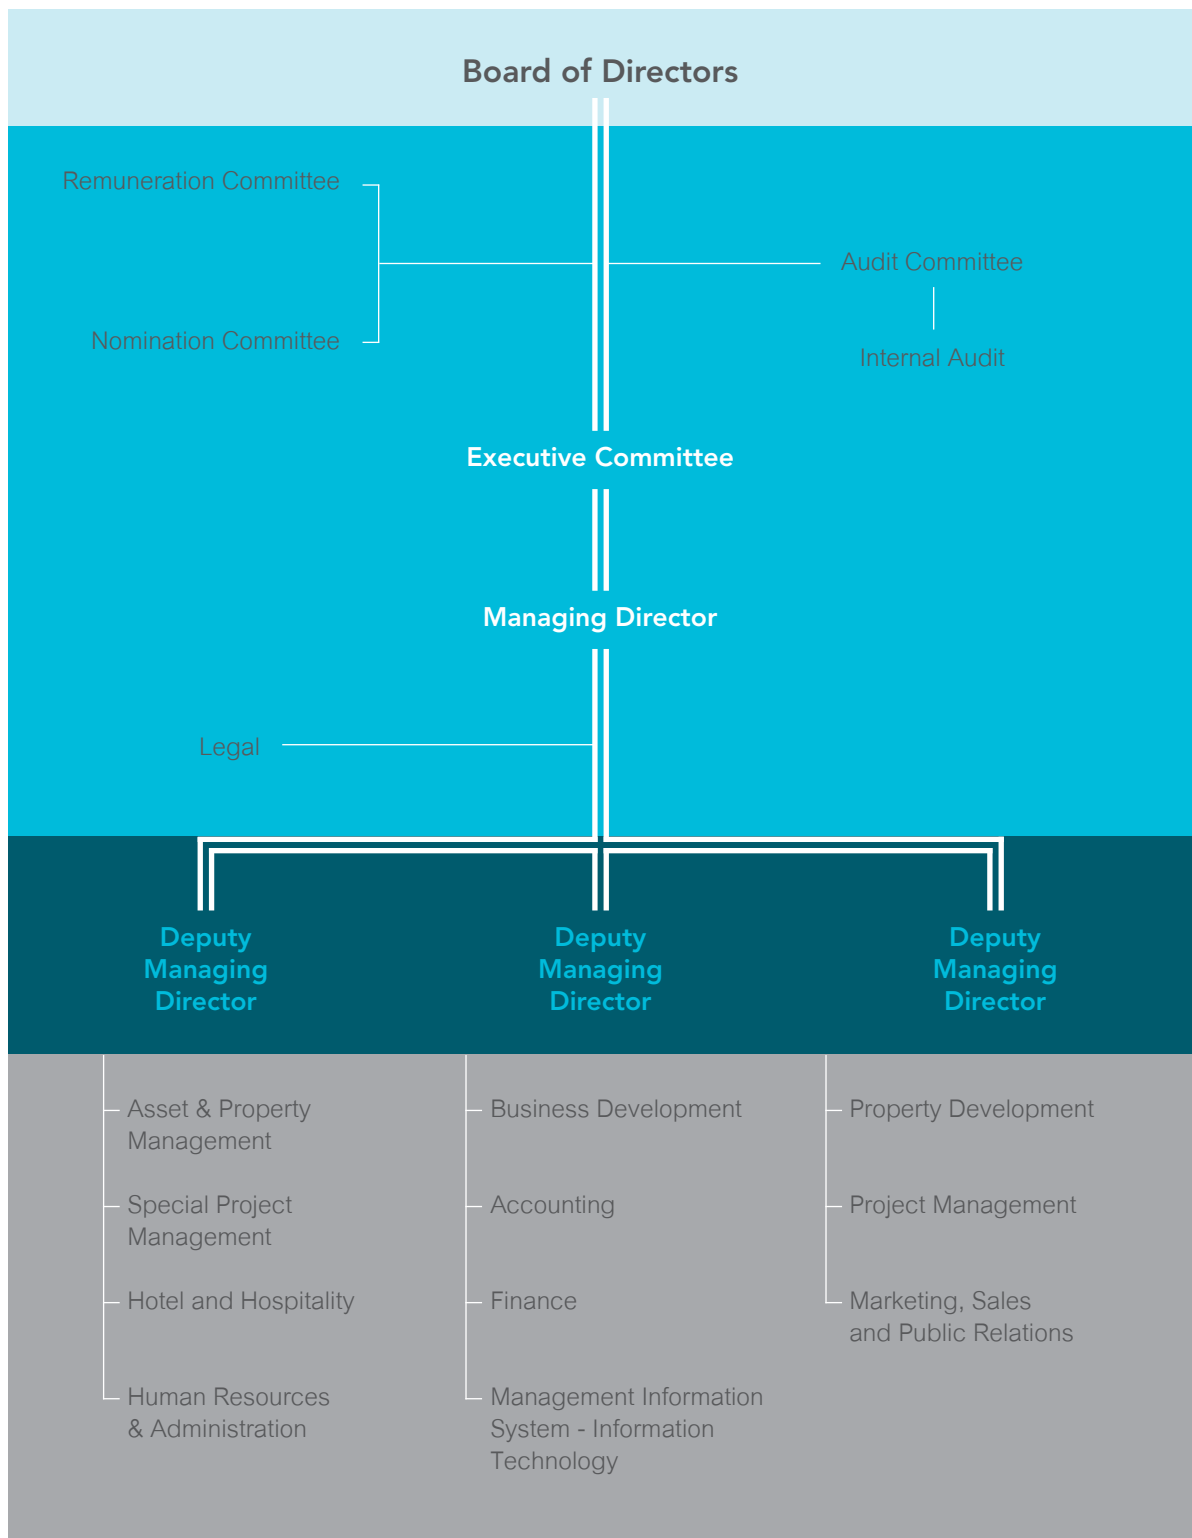 Board of Directors
Remuneration Committee
Audit Committee
Nomination Committee
Internal Audit
Executive Committee
Managing Director
Legal
Deputy
Managing
Director
Deputy
Managing
Director
Deputy
Managing
Director
Asset & Property
Management
Special Project
Management
Hotel and Hospitality
Human Resources
& Administration
Business Development
Accounting
Finance
Management Information
System - Information
Technology
Property Development
Project Management
Marketing, Sales
and Public Relations